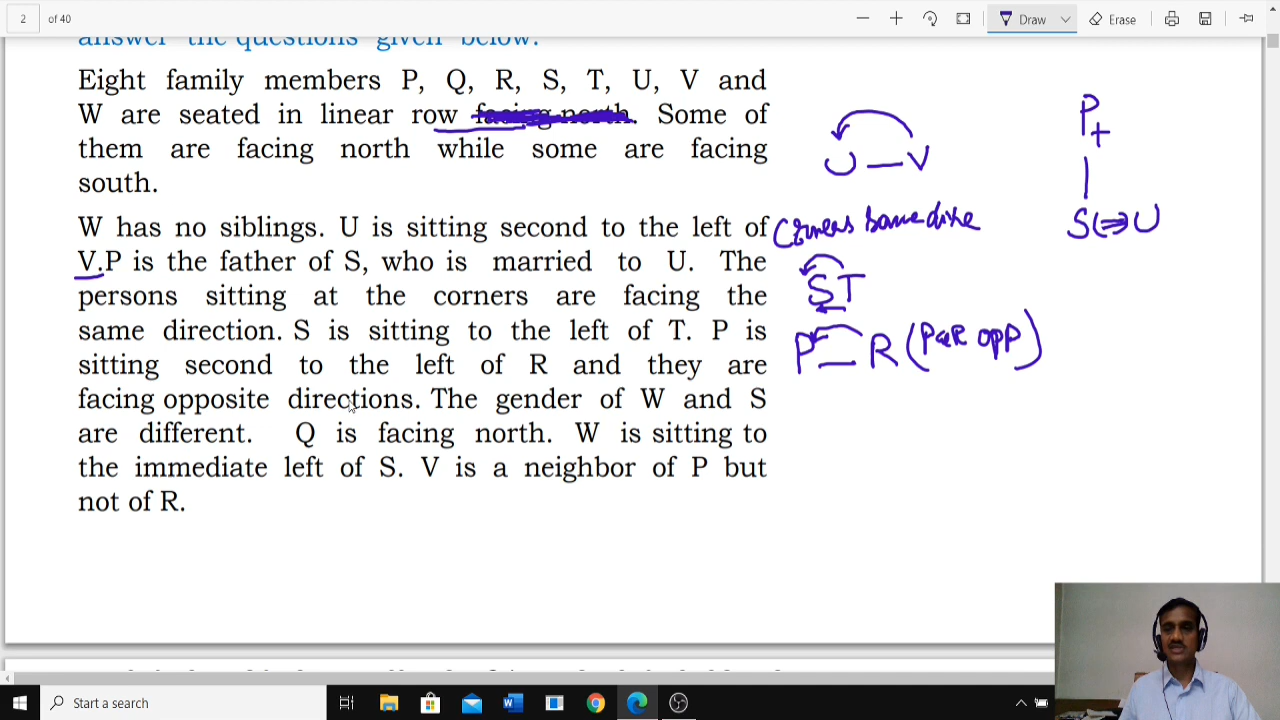 2 of 40
Draw
Erase
answer the questions given below.
Eight family members P, Q, R, S, T, U, V and
W are seated in linear row facing north. Some of
them are facing north while some are facing
south.
W has no siblings. U is sitting second to the left of
V.P is the father of S, who is married to U. The
persons sitting at the corners are facing the
same direction. S is sitting to the left of T. P is
sitting second to the left of R and they are
facing opposite directions. The gender of W and S
are different. Q is facing north. W is sitting to
the immediate left of S. V is a neighbor of P but
not of R.
U — V
Corners same dire
S T
P — R (P&R opp)
P+
|
S ⇔ U
Start a search